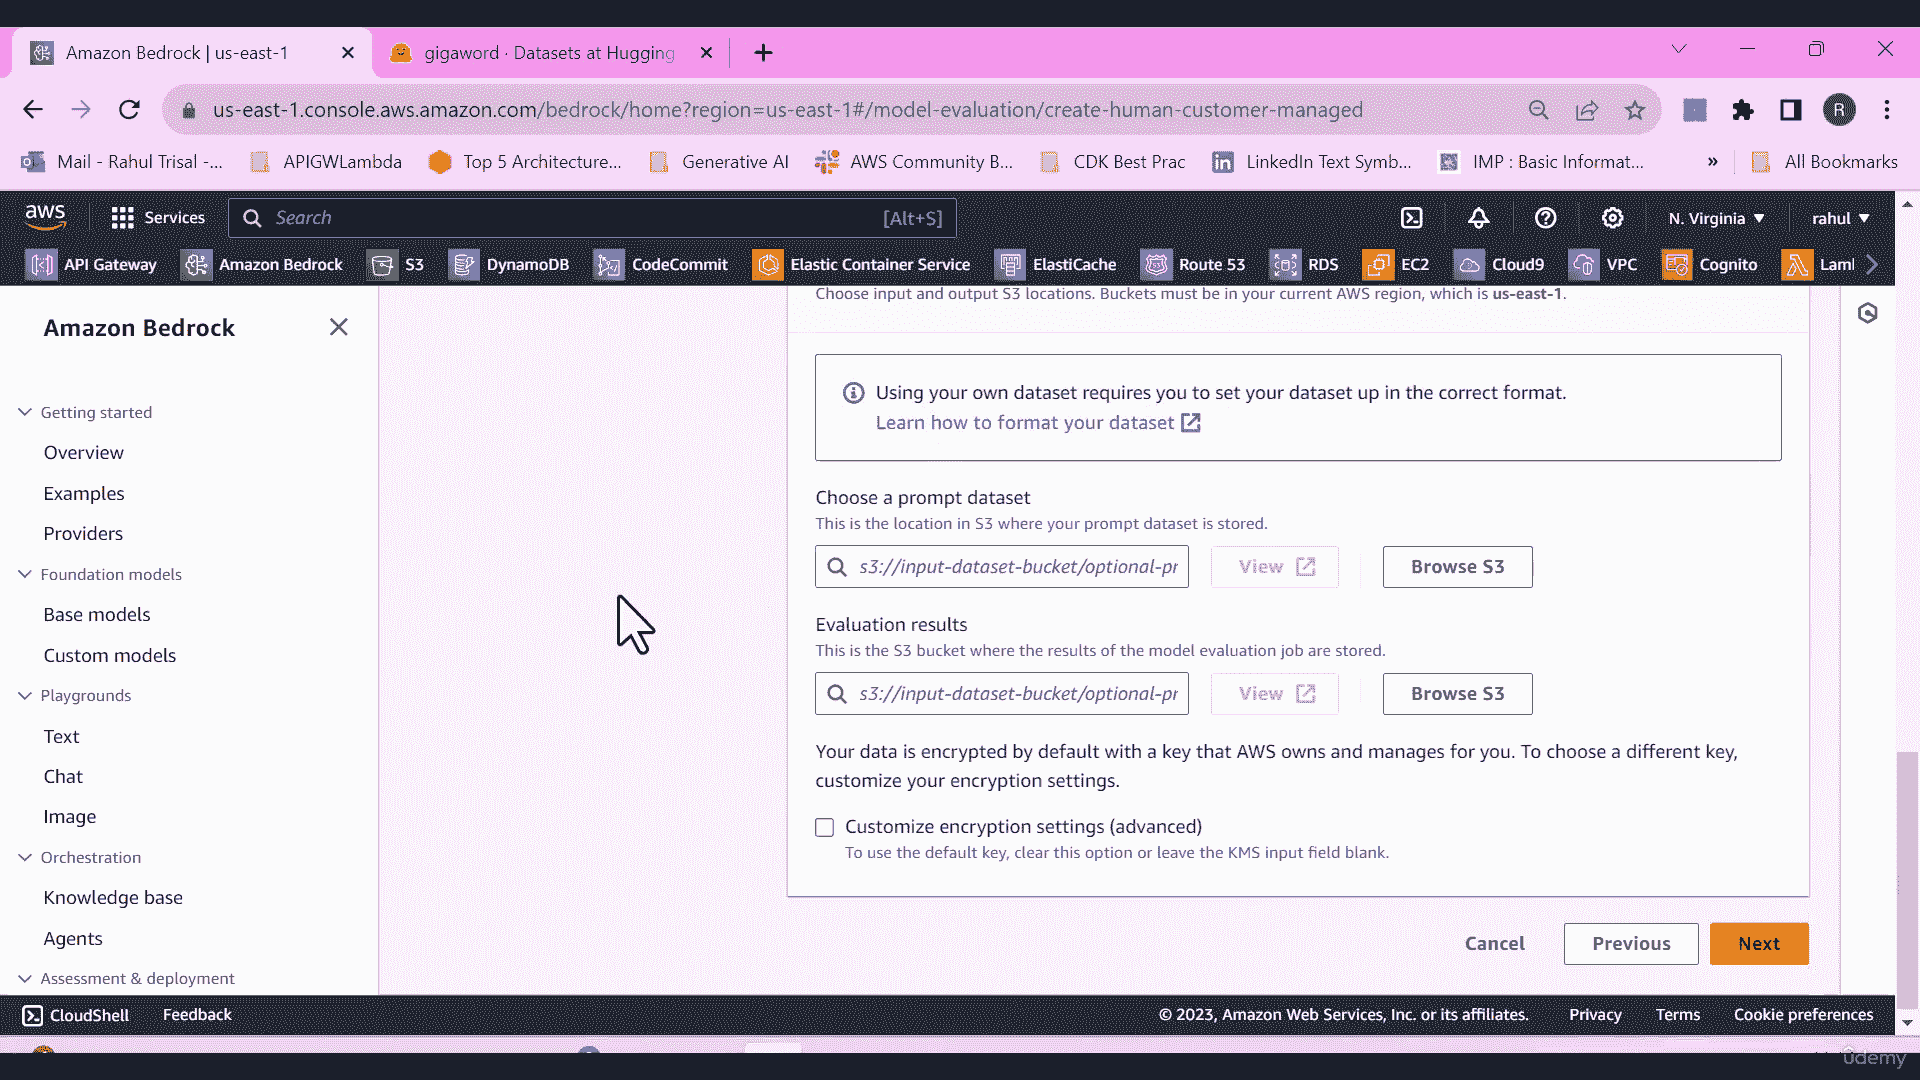 Amazon Bedrock | us-east-1
gigaword · Datasets at Hugging
us-east-1.console.aws.amazon.com/bedrock/home?region=us-east-1#/model-evaluation/create-human-customer-managed
R
Mail - Rahul Trisal -...
APIGWLambda
Top 5 Architecture...
Generative AI
AWS Community B...
CDK Best Prac
LinkedIn Text Symb...
IMP : Basic Informat...
»
All Bookmarks
aws
Services
Search
[Alt+S]
N. Virginia
rahul
API Gateway
Amazon Bedrock
S3
DynamoDB
CodeCommit
Elastic Container Service
ElastiCache
Route 53
RDS
EC2
Cloud9
VPC
Cognito
Laml
Amazon Bedrock
Getting started
Overview
Examples
Providers
Foundation models
Base models
Custom models
Playgrounds
Text
Chat
Image
Orchestration
Knowledge base
Agents
Assessment & deployment
Choose input and output S3 locations. Buckets must be in your current AWS region, which is us-east-1.
Using your own dataset requires you to set your dataset up in the correct format.
Learn how to format your dataset
Choose a prompt dataset
This is the location in S3 where your prompt dataset is stored.
s3://input-dataset-bucket/optional-pr
View
Browse S3
Evaluation results
This is the S3 bucket where the results of the model evaluation job are stored.
s3://input-dataset-bucket/optional-pr
View
Browse S3
Your data is encrypted by default with a key that AWS owns and manages for you. To choose a different key,
customize your encryption settings.
Customize encryption settings (advanced)
To use the default key, clear this option or leave the KMS input field blank.
Cancel
Previous
Next
CloudShell
Feedback
© 2023, Amazon Web Services, Inc. or its affiliates.
Privacy
Terms
Cookie preferences
ûdemy